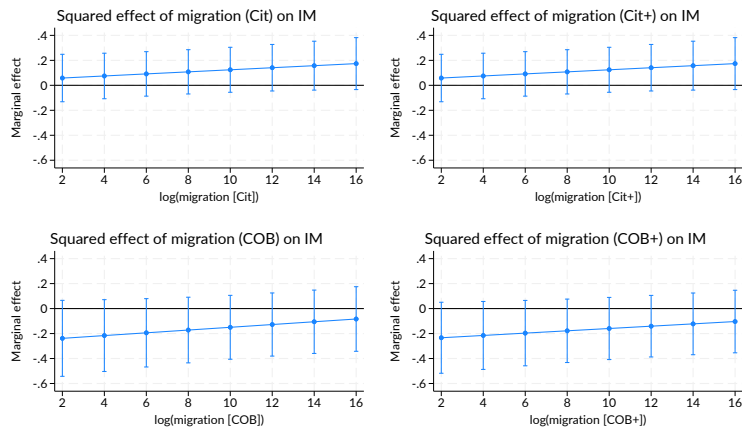 Squared effect of migration (Cit) on IM
Marginal effect
.4
.2
0
-.2
-.4
-.6
2 4 6 8 10 12 14 16
log(migration [Cit])
Squared effect of migration (Cit+) on IM
Marginal effect
.4
.2
0
-.2
-.4
-.6
2 4 6 8 10 12 14 16
log(migration [Cit+])
Squared effect of migration (COB) on IM
Marginal effect
.4
.2
0
-.2
-.4
-.6
2 4 6 8 10 12 14 16
log(migration [COB])
Squared effect of migration (COB+) on IM
Marginal effect
.4
.2
0
-.2
-.4
-.6
2 4 6 8 10 12 14 16
log(migration [COB+])